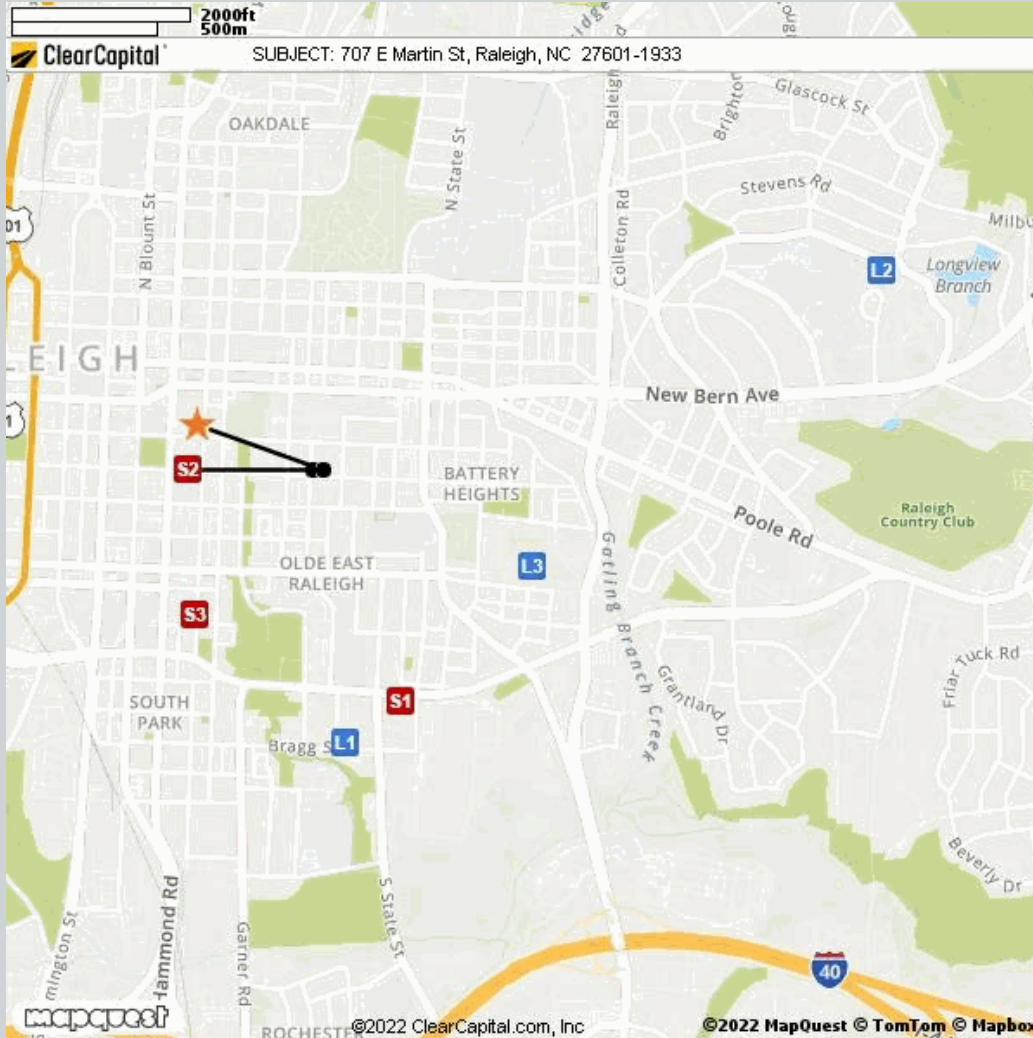 2000ft
500m
ClearCapital
SUBJECT: 707 E Martin St, Raleigh, NC 27601-1933
Glascock St
OAKDALE
Raleigh
Brighton
N State St
Stevens Rd
N Blount St
Colleton Rd
Milbu
01
L2
Longview
Branch
LEIGH
New Bern Ave
1
S2
BATTERY
HEIGHTS
Raleigh
Country Club
Poole Rd
OLDE EAST
RALEIGH
L3
Gatling Branch Creek
S3
Friar Tuck Rd
Grantland Dr
SOUTH
PARK
S1
Bragg S
L1
Beverly Dr
S State St
Hammond Rd
Garner Rd
mington St
40
mapquest
ROCHESTER
©2022 ClearCapital.com, Inc
©2022 MapQuest © TomTom © Mapbox